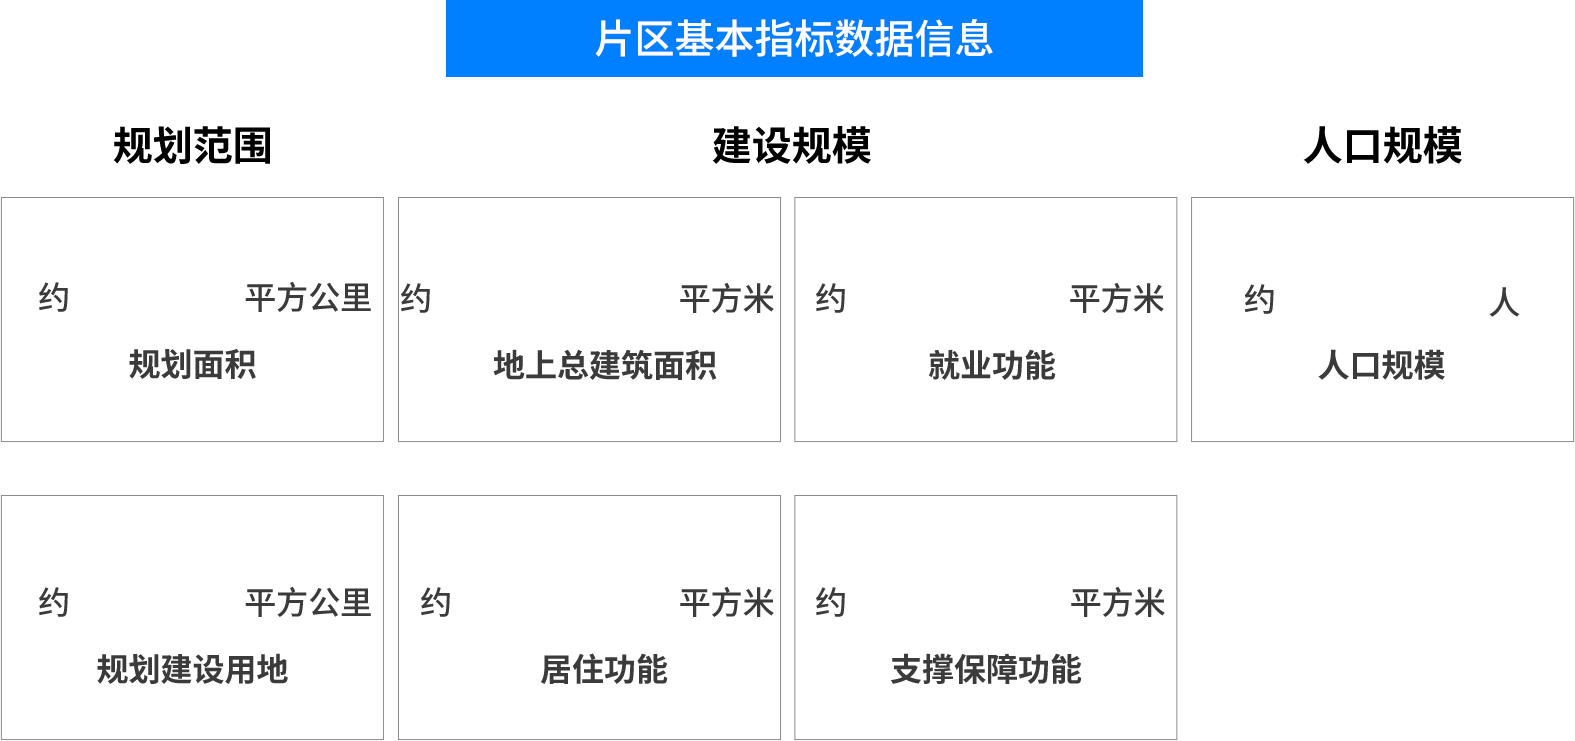 片区基本指标数据信息
规划范围 建设规模 人口规模
约 平方公里 约 平方米 约 平方米 约 人
规划面积 地上总建筑面积 就业功能 人口规模
约 平方公里 约 平方米 约 平方米
规划建设用地 居住功能 支撑保障功能